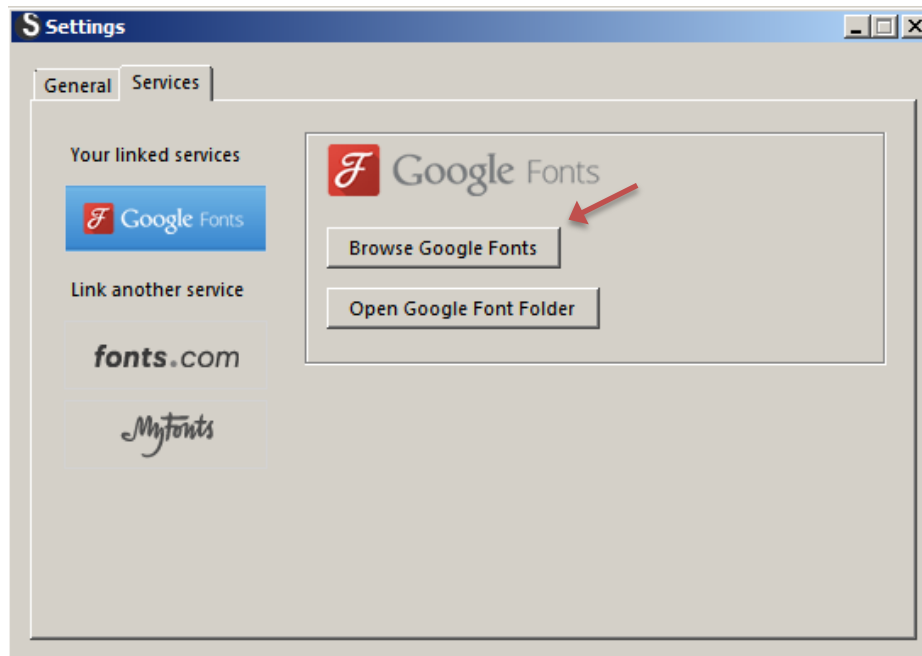 Settings
General
Services
Your linked services
Google Fonts
Link another service
fonts.com
MyFonts
Google Fonts
Browse Google Fonts
Open Google Font Folder